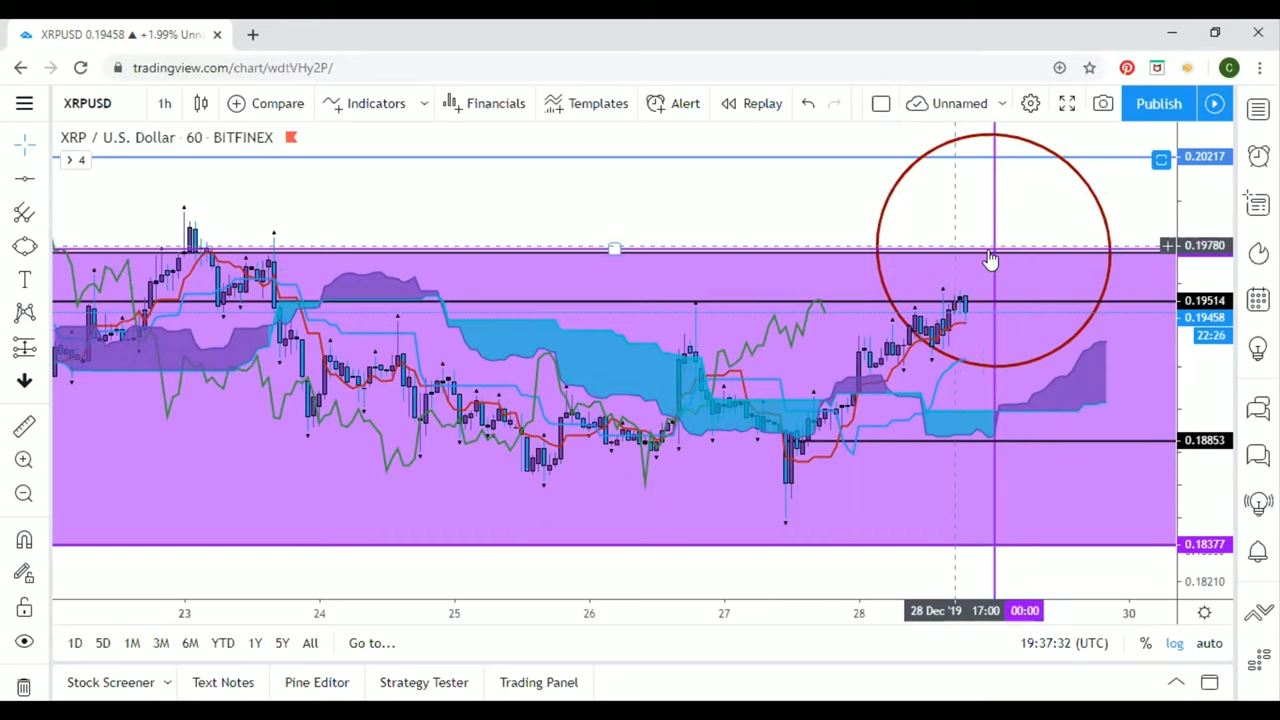 XRPUSD 0.19458 ▲ +1.99% Unn
tradingview.com/chart/wdtVHy2P/
C
XRPUSD 1h Compare Indicators Financials Templates Alert Replay Unnamed Publish
XRP / U.S. Dollar · 60 · BITFINEX
4
0.20217
0.19780
0.19514
0.19458
22:26
0.18853
0.18377
0.18210
23 24 25 26 27 28 28 Dec '19 17:00 00:00 30
1D 5D 1M 3M 6M YTD 1Y 5Y All Go to... 19:37:32 (UTC) % log auto
Stock Screener Text Notes Pine Editor Strategy Tester Trading Panel